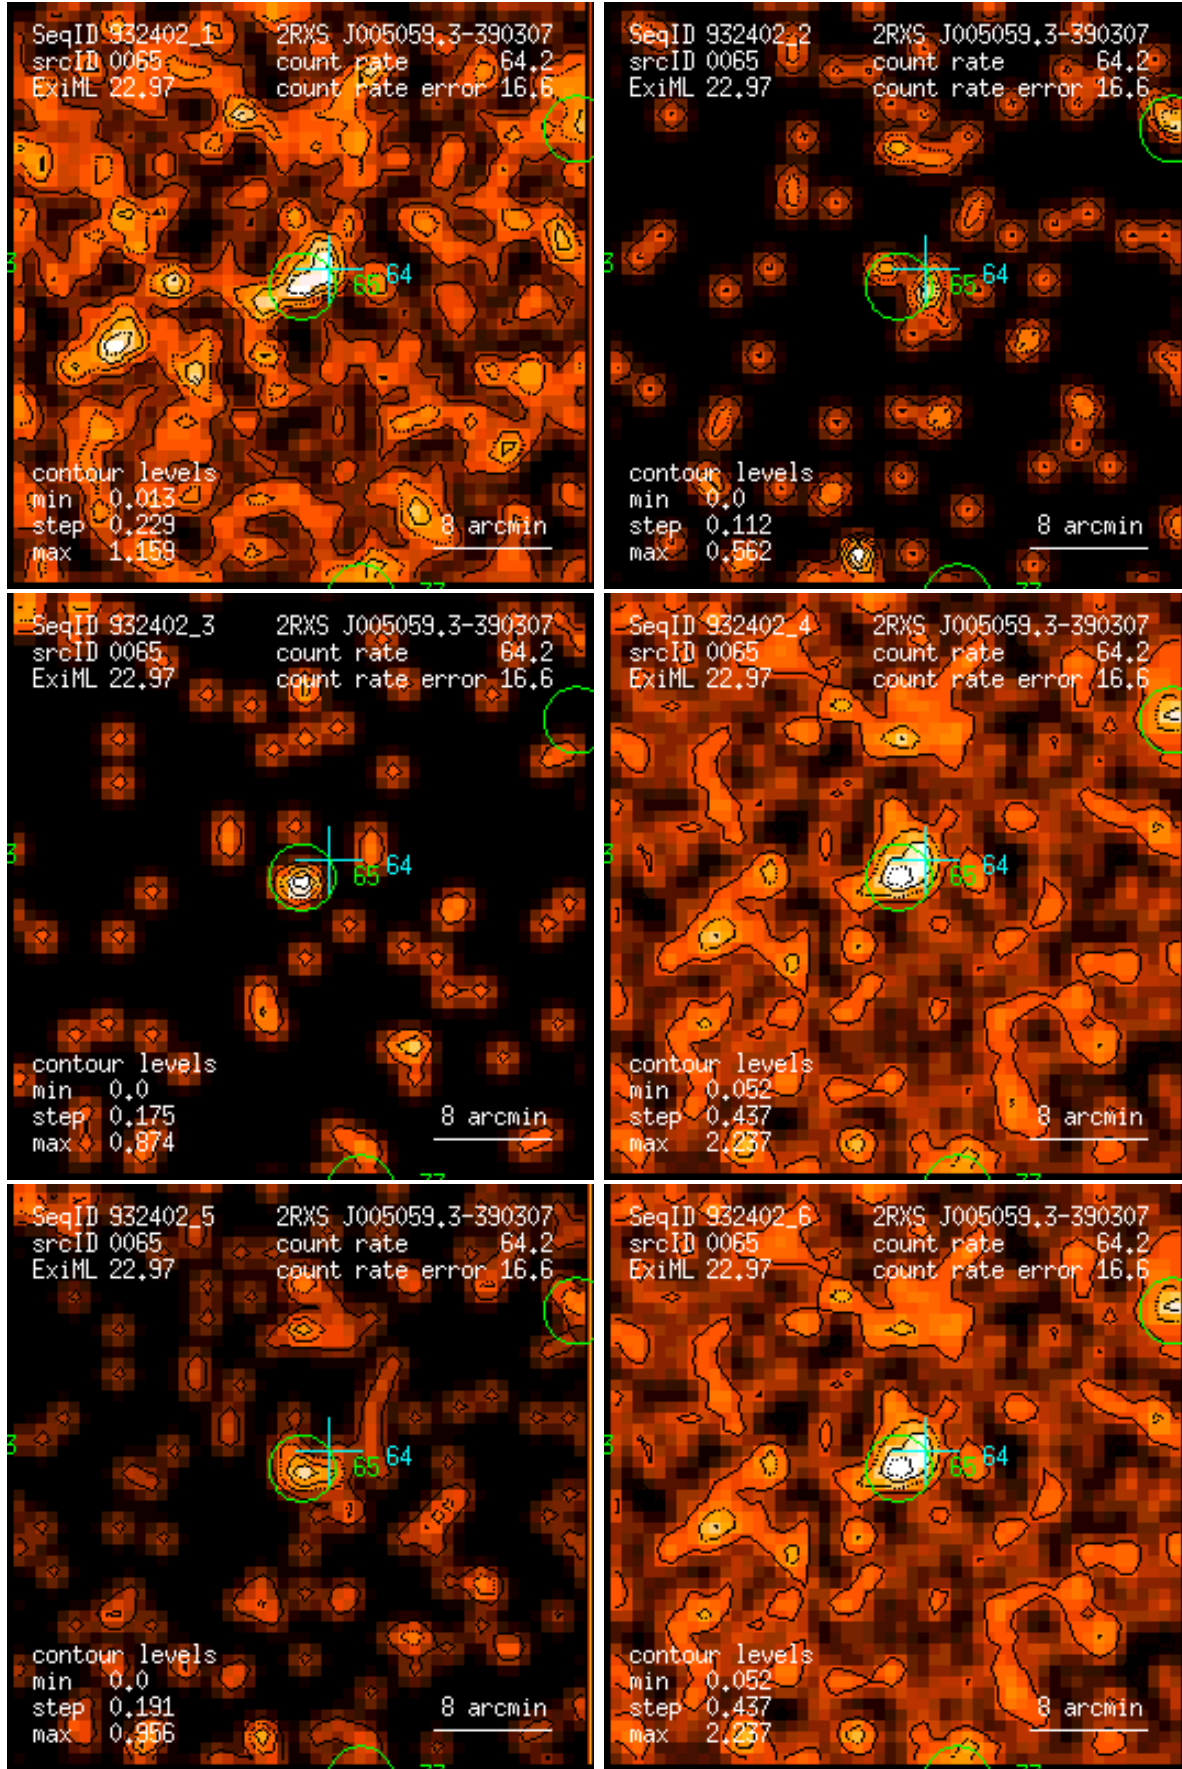 SeqID 932402_1 2RXS J005059.3-390307
srcID 0065 count rate 64.2
ExiML 22.97 count rate error 16.6
65 64
contour levels
min 0.013
step 0.229
max 1.159
8 arcmin
SeqID 932402_2 2RXS J005059.3-390307
srcID 0065 count rate 64.2
ExiML 22.97 count rate error 16.6
65 64
contour levels
min 0.0
step 0.112
max 0.562
8 arcmin
SeqID 932402_3 2RXS J005059.3-390307
srcID 0065 count rate 64.2
ExiML 22.97 count rate error 16.6
65 64
contour levels
min 0.0
step 0.175
max 0.874
8 arcmin
SeqID 932402_4 2RXS J005059.3-390307
srcID 0065 count rate 64.2
ExiML 22.97 count rate error 16.6
65 64
contour levels
min 0.052
step 0.437
max 2.237
8 arcmin
SeqID 932402_5 2RXS J005059.3-390307
srcID 0065 count rate 64.2
ExiML 22.97 count rate error 16.6
65 64
contour levels
min 0.0
step 0.191
max 0.956
8 arcmin
SeqID 932402_6 2RXS J005059.3-390307
srcID 0065 count rate 64.2
ExiML 22.97 count rate error 16.6
65 64
contour levels
min 0.052
step 0.437
max 2.237
8 arcmin